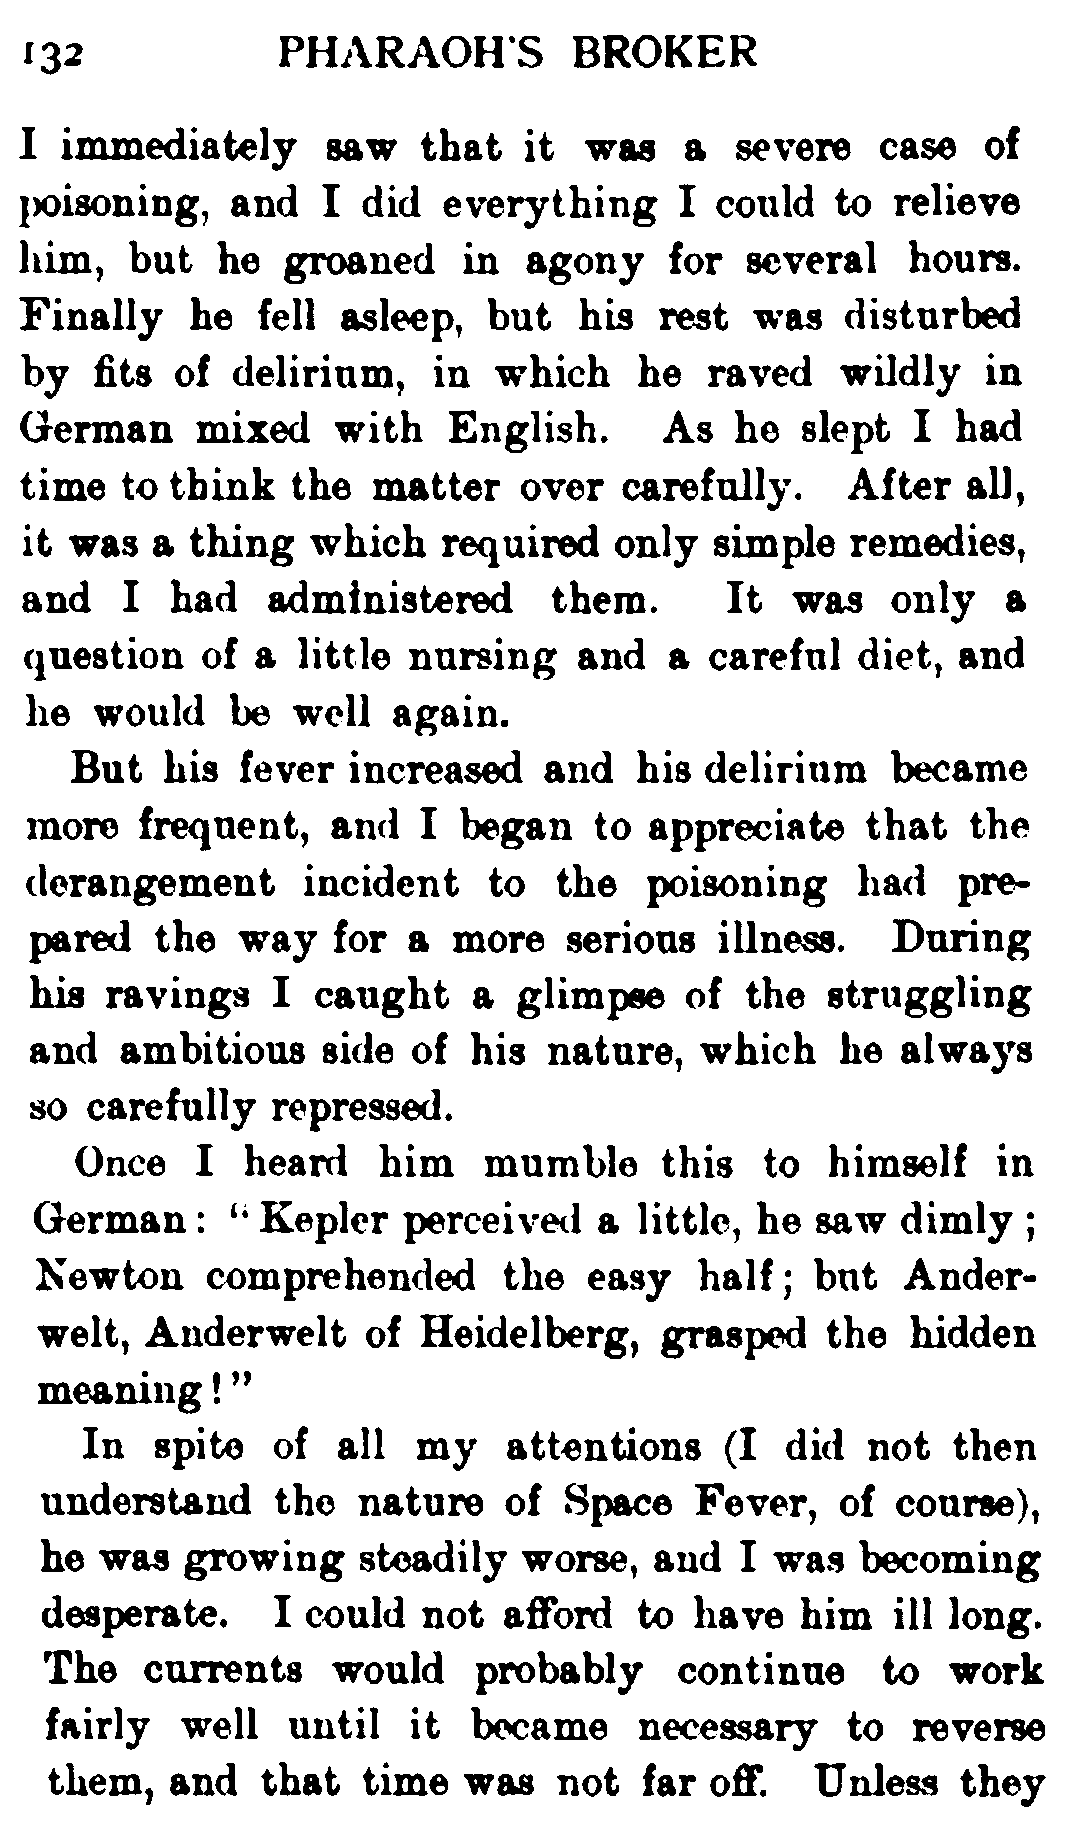 132 PHARAOH'S BROKER
I immediately saw that it was a severe case of
poisoning, and I did everything I could to relieve
him, but he groaned in agony for several hours.
Finally he fell asleep, but his rest was disturbed
by fits of delirium, in which he raved wildly in
German mixed with English. As he slept I had
time to think the matter over carefully. After all,
it was a thing which required only simple remedies,
and I had administered them. It was only a
question of a little nursing and a careful diet, and
he would be well again.
But his fever increased and his delirium became
more frequent, and I began to appreciate that the
derangement incident to the poisoning had pre-
pared the way for a more serious illness. During
his ravings I caught a glimpse of the struggling
and ambitious side of his nature, which he always
so carefully repressed.
Once I heard him mumble this to himself in
German: "Kepler perceived a little, he saw dimly;
Newton comprehended the easy half; but Ander-
welt, Anderwelt of Heidelberg, grasped the hidden
meaning!"
In spite of all my attentions (I did not then
understand the nature of Space Fever, of course),
he was growing steadily worse, and I was becoming
desperate. I could not afford to have him ill long.
The currents would probably continue to work
fairly well until it became necessary to reverse
them, and that time was not far off. Unless they